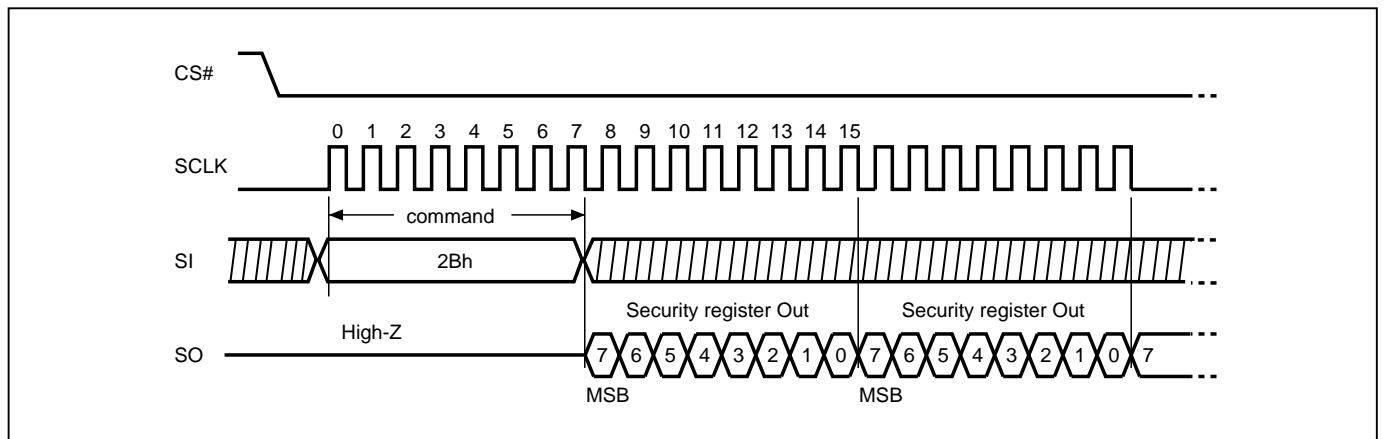 CS#
0 1 2 3 4 5 6 7 8 9 10 11 12 13 14 15
SCLK
command
SI
2Bh
Security register Out Security register Out
High-Z
SO
7 6 5 4 3 2 1 0 7 6 5 4 3 2 1 0 7
MSB MSB